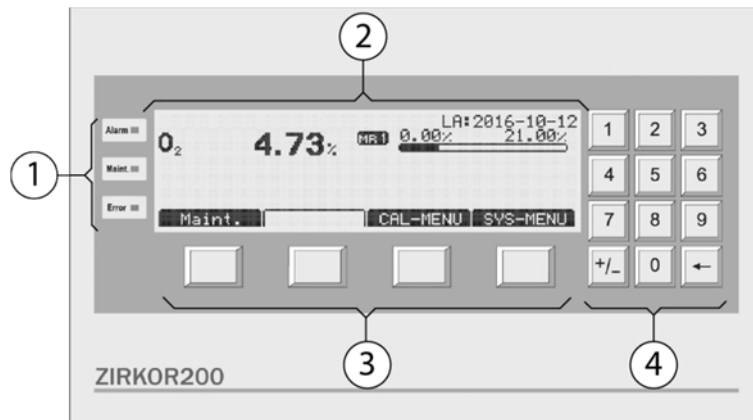 2
1
Alarm
Maint.
Error
LA:2016-10-12
O₂ 4.73% MR1 0.00% 21.00%
Maint. CAL-MENU SYS-MENU
1 2 3
4 5 6
7 8 9
+/- 0 ←
3
4
ZIRKOR200